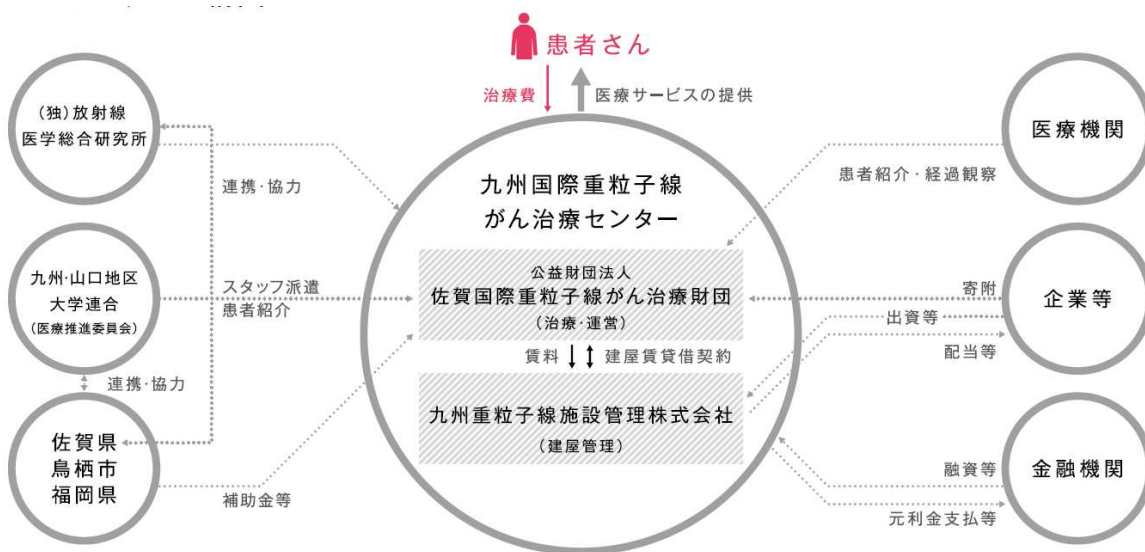 患者さん
治療費
医療サービスの提供
(独)放射線
医学総合研究所
連携・協力
九州・山口地区
大学連合
(医療推進委員会)
スタッフ派遣
患者紹介
連携・協力
佐賀県
鳥栖市
福岡県
補助金等
九州国際重粒子線
がん治療センター
公益財団法人
佐賀国際重粒子線がん治療財団
(治療・運営)
賃料
建屋賃貸借契約
九州重粒子線施設管理株式会社
(建屋管理)
医療機関
患者紹介・経過観察
企業等
寄附
出資等
配当等
金融機関
融資等
元利金支払等